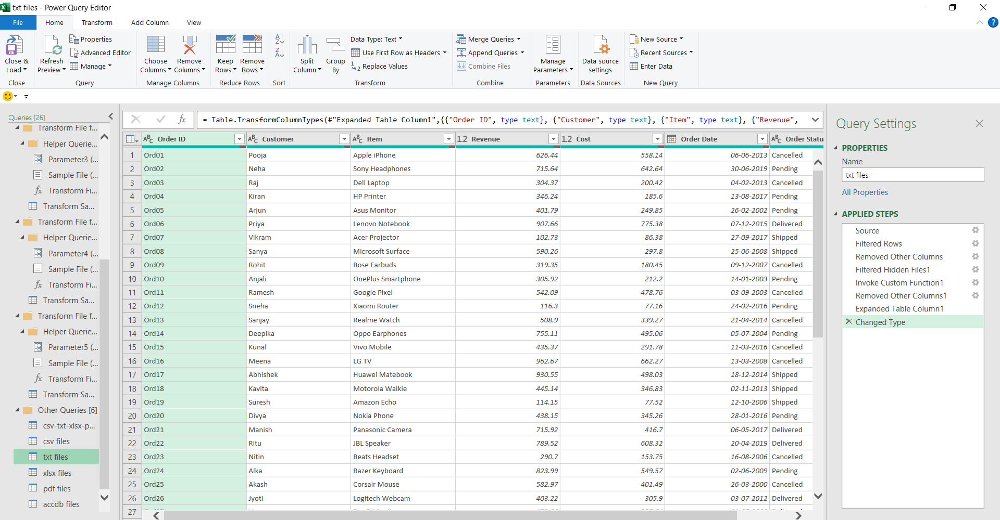 txt files - Power Query Editor
File Home Transform Add Column View
Close & Load
Close
Refresh Preview
Properties
Advanced Editor
Manage
Query
Choose Columns
Remove Columns
Manage Columns
Keep Rows
Remove Rows
Reduce Rows
Sort
Split Column
Group By
Data Type: Text
Use First Row as Headers
Replace Values
Transform
Merge Queries
Append Queries
Combine Files
Combine
Manage Parameters
Parameters
Data source settings
Data Sources
New Source
Recent Sources
Enter Data
New Query
Queries [26]
Transform File f...
Helper Querie...
Parameter3 (...
Sample File (...
Transform Fi...
Transform Sa...
Transform File f...
Helper Querie...
Parameter4 (...
Sample File (...
Transform Fi...
Transform Sa...
Transform File f...
Helper Querie...
Parameter5 (...
Sample File (...
Transform Fi...
Transform Sa...
Other Queries [6]
csv-txt-xlsx-p...
csv files
txt files
xlsx files
pdf files
accdb files
fx = Table.TransformColumnTypes(#"Expanded Table Column1",{{"Order ID", type text}, {"Customer", type text}, {"Item", type text}, {"Revenue",
ABC Order ID ABC Customer ABC Item 1.2 Revenue 1.2 Cost Order Date ABC Order Statu
1 Ord01 Pooja Apple iPhone 626.44 558.14 06-06-2013 Cancelled
2 Ord02 Neha Sony Headphones 715.64 642.64 30-06-2019 Pending
3 Ord03 Raj Dell Laptop 304.37 200.42 04-02-2013 Cancelled
4 Ord04 Kiran HP Printer 346.24 185.6 13-08-2017 Pending
5 Ord05 Arjun Asus Monitor 401.79 249.85 26-02-2002 Pending
6 Ord06 Priya Lenovo Notebook 907.66 775.38 07-12-2015 Delivered
7 Ord07 Vikram Acer Projector 102.73 86.38 27-09-2017 Shipped
8 Ord08 Sanya Microsoft Surface 590.26 297.8 25-06-2008 Shipped
9 Ord09 Rohit Bose Earbuds 319.35 180.45 09-12-2007 Cancelled
10 Ord10 Anjali OnePlus Smartphone 305.92 212.2 14-01-2003 Pending
11 Ord11 Ramesh Google Pixel 542.09 478.76 03-09-2003 Cancelled
12 Ord12 Sneha Xiaomi Router 116.3 77.16 24-02-2016 Pending
13 Ord13 Sanjay Realme Watch 508.9 339.27 21-04-2014 Cancelled
14 Ord14 Deepika Oppo Earphones 755.11 495.06 05-07-2004 Pending
15 Ord15 Kunal Vivo Mobile 435.37 291.78 11-03-2016 Cancelled
16 Ord16 Meena LG TV 962.67 662.27 13-03-2008 Cancelled
17 Ord17 Abhishek Huawei Matebook 930.55 498.03 18-12-2014 Shipped
18 Ord18 Kavita Motorola Walkie 445.14 346.83 02-11-2013 Shipped
19 Ord19 Suresh Amazon Echo 114.15 77.52 12-10-2006 Shipped
20 Ord20 Divya Nokia Phone 438.15 345.26 28-01-2016 Pending
21 Ord21 Manish Panasonic Camera 715.92 416.7 06-05-2017 Delivered
22 Ord22 Ritu JBL Speaker 789.52 608.32 20-04-2019 Delivered
23 Ord23 Nitin Beats Headset 290.7 153.75 16-08-2006 Cancelled
24 Ord24 Alka Razer Keyboard 823.99 549.57 02-06-2009 Pending
25 Ord25 Akash Corsair Mouse 582.97 401.49 26-03-2000 Cancelled
26 Ord26 Jyoti Logitech Webcam 403.22 305.9 03-07-2012 Delivered
27
Query Settings
PROPERTIES
Name
txt files
All Properties
APPLIED STEPS
Source
Filtered Rows
Removed Other Columns
Filtered Hidden Files1
Invoke Custom Function1
Removed Other Columns1
Expanded Table Column1
Changed Type